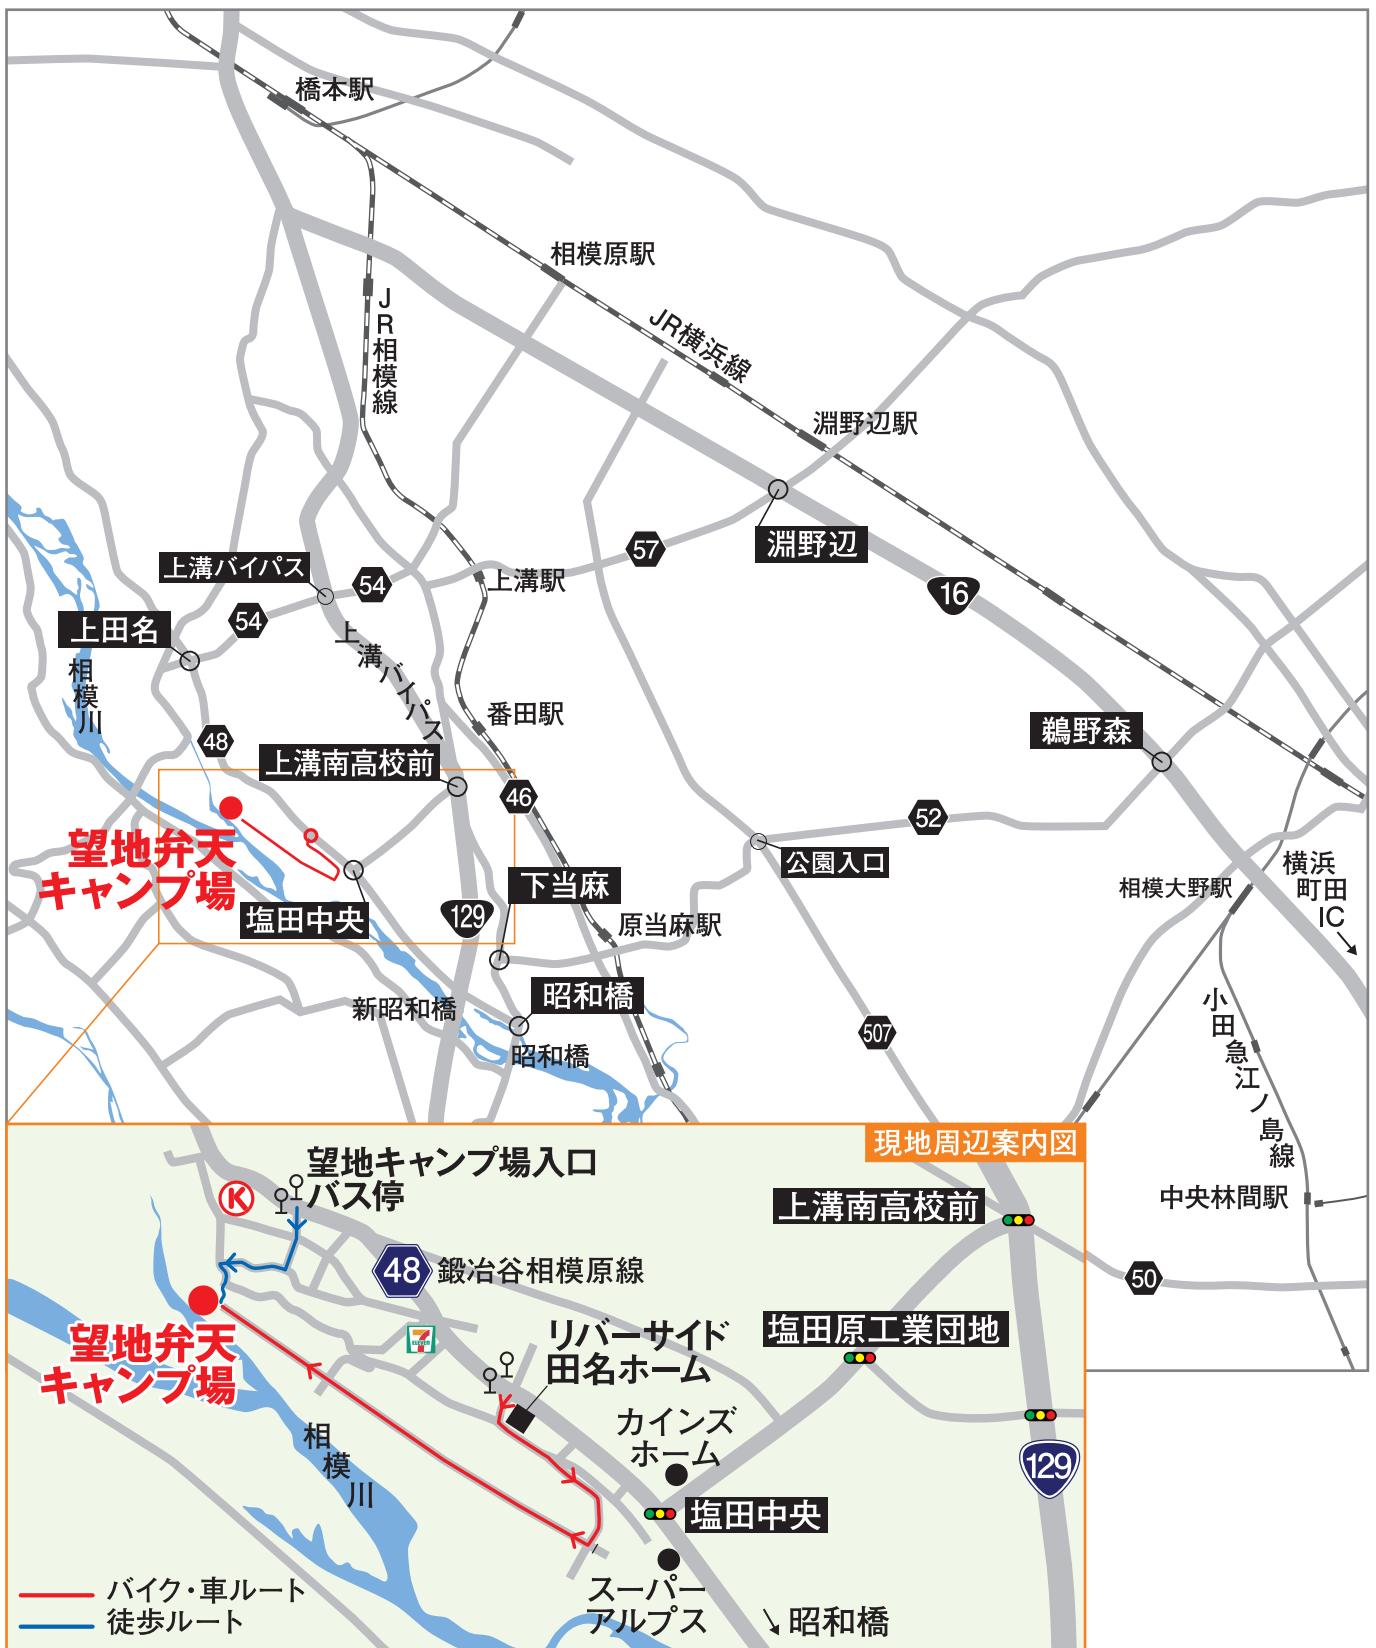 橋本駅
相模原駅
JR相模線
JR横浜線
淵野辺駅
淵野辺
57
16
上溝バイパス
54
上溝駅
54
上田名
上溝バイパス
相模川
番田駅
48
上溝南高校前
46
鵜野森
52
望地弁天
キャンプ場
公園入口
横浜
町田
IC
相模大野駅
下当麻
塩田中央
129
原当麻駅
昭和橋
新昭和橋
昭和橋
507
小田急江ノ島線
中央林間駅
50
現地周辺案内図
望地キャンプ場入口
バス停
K
上溝南高校前
48
鍛冶谷相模原線
望地弁天
キャンプ場
7
ELEVEN
リバーサイド
田名ホーム
塩田原工業団地
カインズ
ホーム
相模川
129
塩田中央
スーパー
アルプス
昭和橋
バイク・車ルート
徒歩ルート